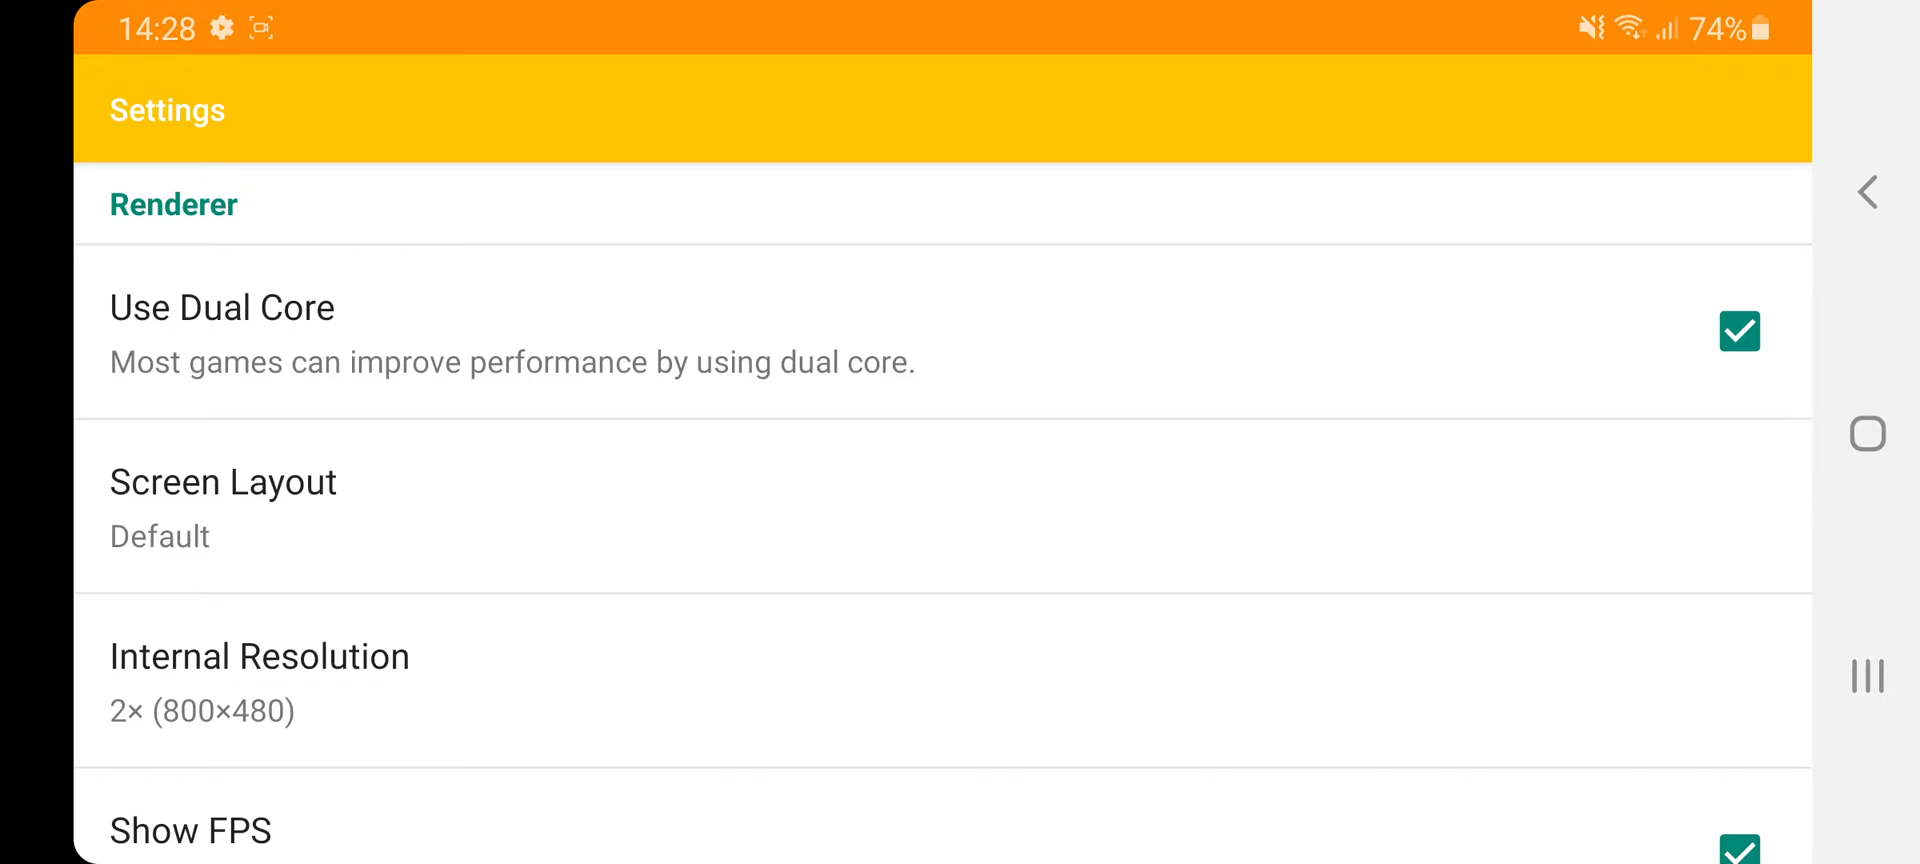 14:28 74%
Settings
Renderer
Use Dual Core
Most games can improve performance by using dual core.
Screen Layout
Default
Internal Resolution
2× (800×480)
Show FPS